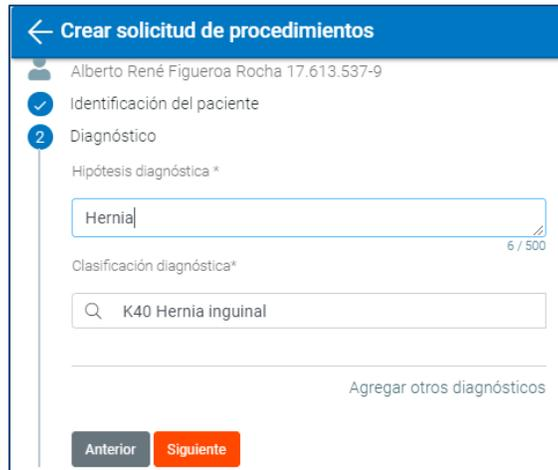 Crear solicitud de procedimientos
Alberto René Figueroa Rocha 17.613.537-9
Identificación del paciente
2 Diagnóstico
Hipótesis diagnóstica *
Hernia
6 / 500
Clasificación diagnóstica*
K40 Hernia inguinal
Agregar otros diagnósticos
Anterior Siguiente